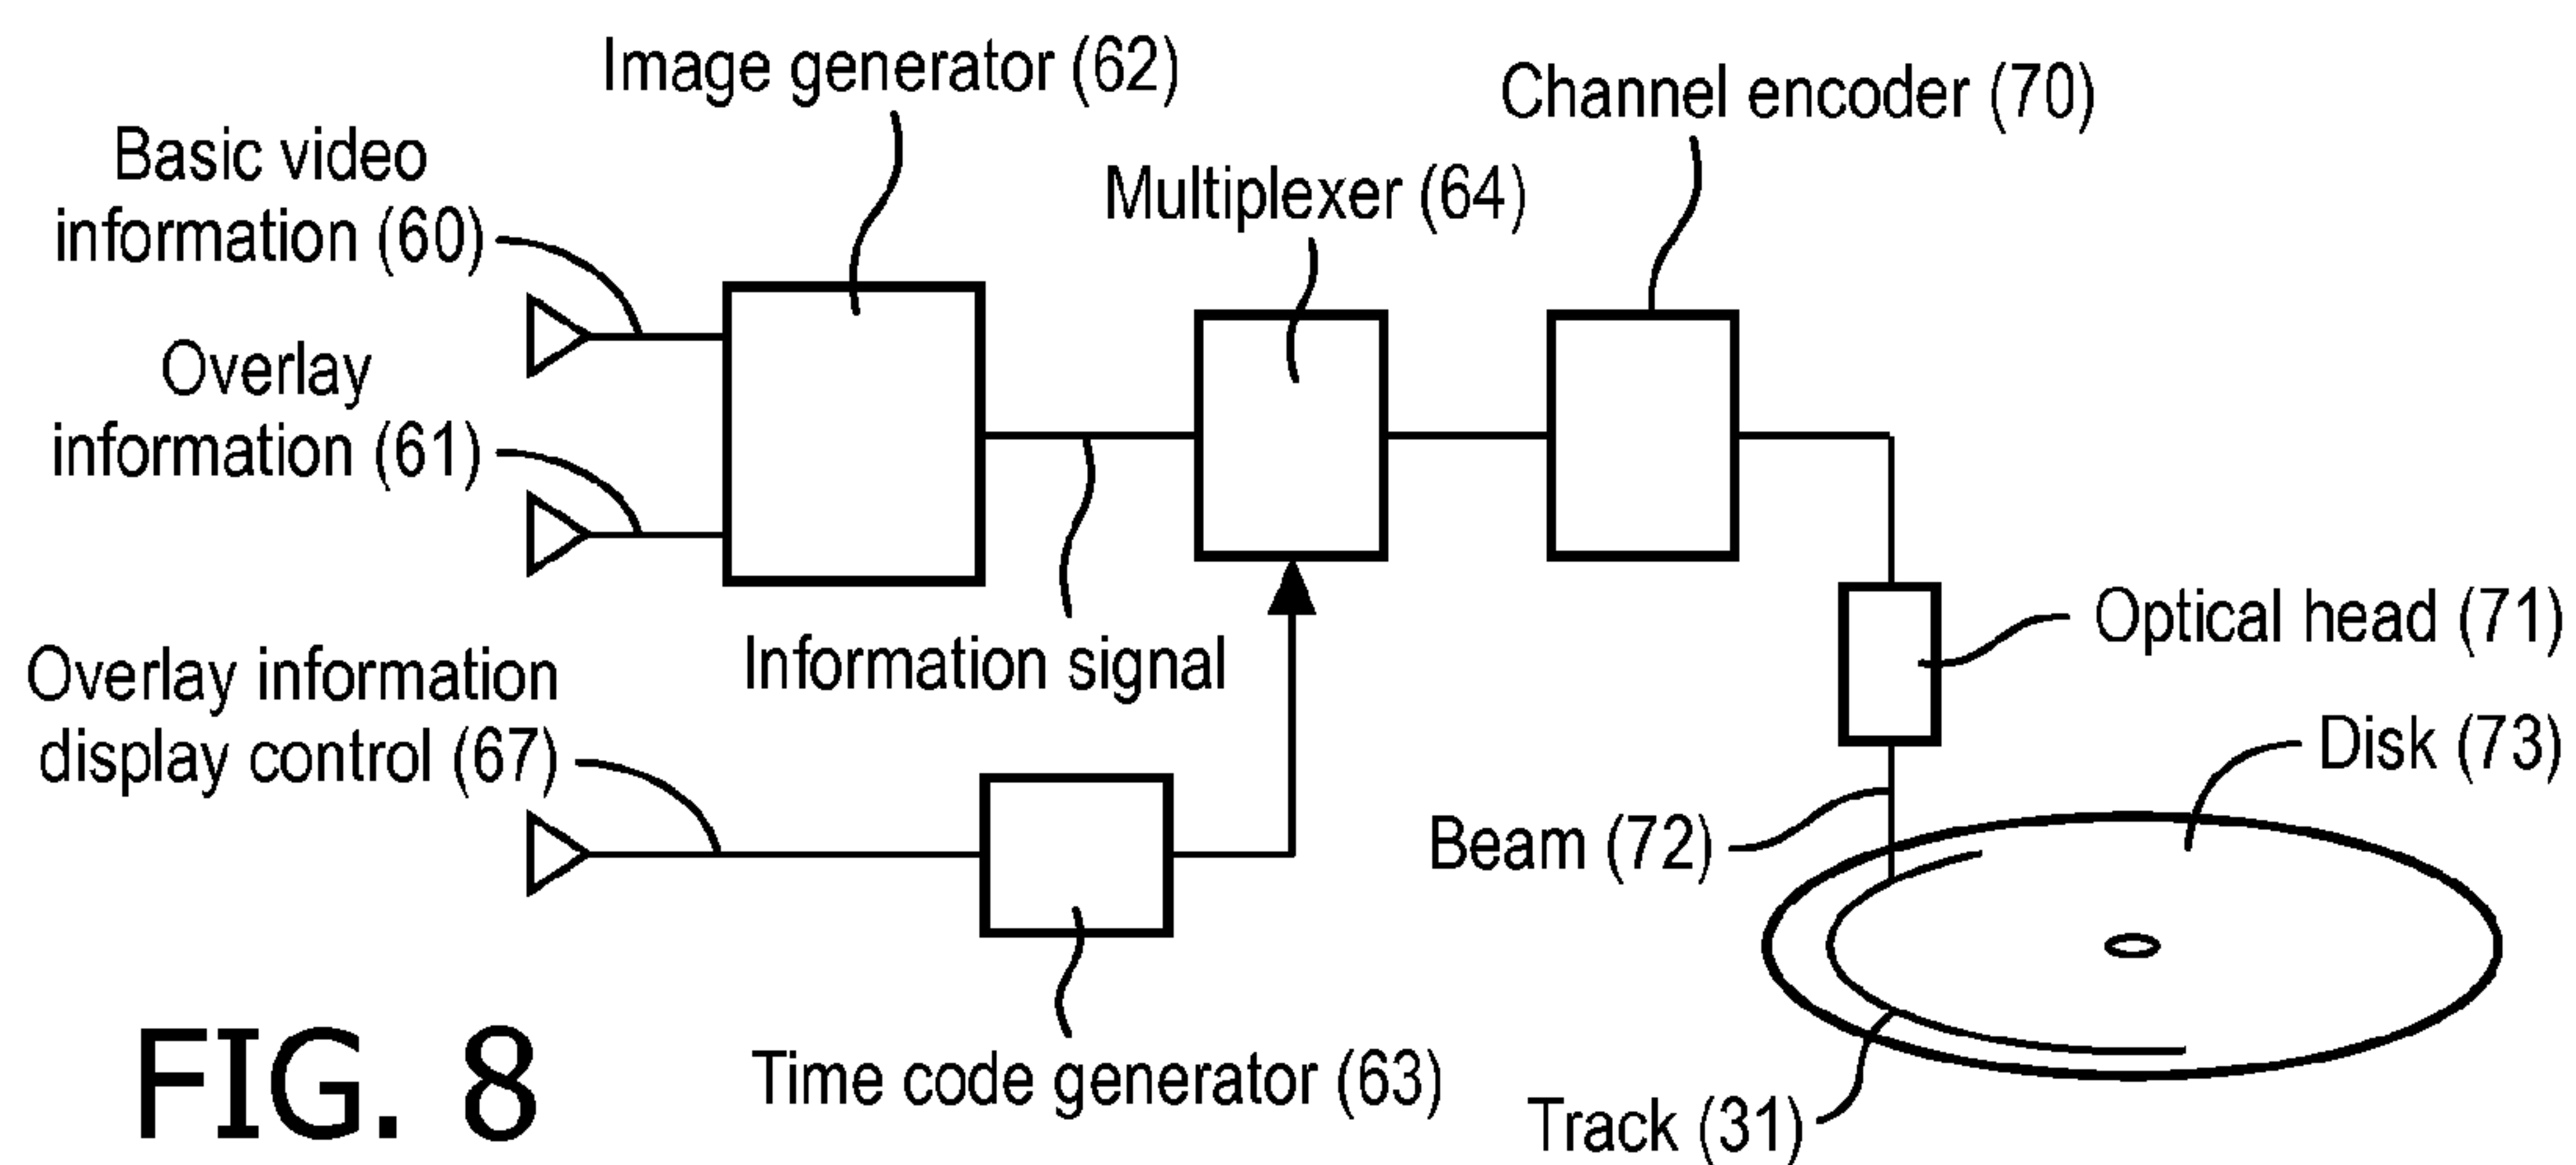 Image generator (62)
Channel encoder (70)
Basic video
information (60)
Multiplexer (64)
Overlay
information (61)
Optical head (71)
Information signal
Overlay information
display control (67)
Disk (73)
Beam (72)
Time code generator (63)
Track (31)
FIG. 8